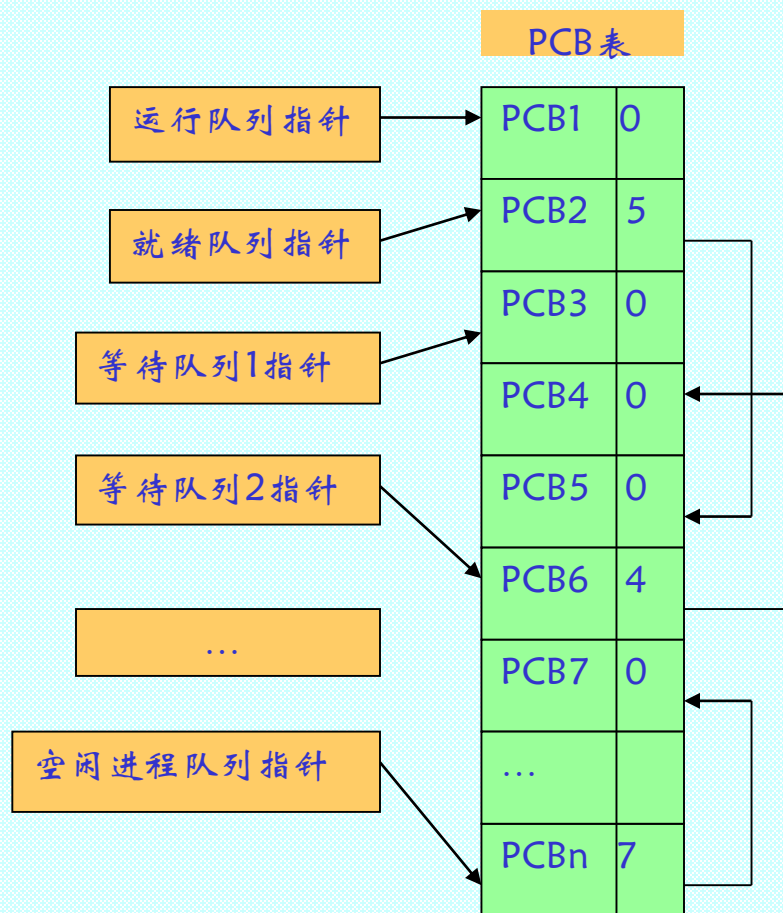 PCB表
运行队列指针
PCB1 0
就绪队列指针
PCB2 5
等待队列1指针
PCB3 0
PCB4 0
等待队列2指针
PCB5 0
PCB6 4
…
PCB7 0
空闲进程队列指针
…
PCBn 7